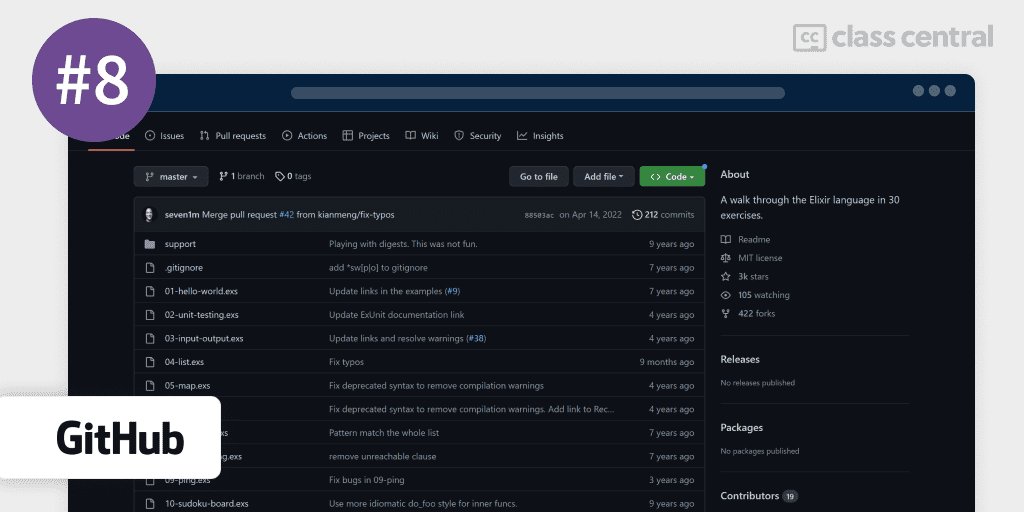 #8
class central
Code Issues Pull requests Actions Projects Wiki Security Insights
master 1 branch 0 tags Go to file Add file Code
seven1m Merge pull request #42 from kianmeng/fix-typos 88503ac on Apr 14, 2022 212 commits
support Playing with digests. This was not fun. 9 years ago
.gitignore add *sw[p|o] to gitignore 7 years ago
01-hello-world.exs Update links in the examples (#9) 7 years ago
02-unit-testing.exs Update ExUnit documentation link 4 years ago
03-input-output.exs Update links and resolve warnings (#38) 4 years ago
04-list.exs Fix typos 9 months ago
05-map.exs Fix deprecated syntax to remove compilation warnings 4 years ago
Fix deprecated syntax to remove compilation warnings. Add link to Rec... 4 years ago
xs Pattern match the whole list 7 years ago
ng.exs remove unreachable clause 7 years ago
09-ping.exs Fix bugs in 09-ping 3 years ago
10-sudoku-board.exs Use more idiomatic do_foo style for inner funcs. 9 years ago
About
A walk through the Elixir language in 30
exercises.
Readme
MIT license
3k stars
105 watching
422 forks
Releases
No releases published
Packages
No packages published
Contributors 19
GitHub